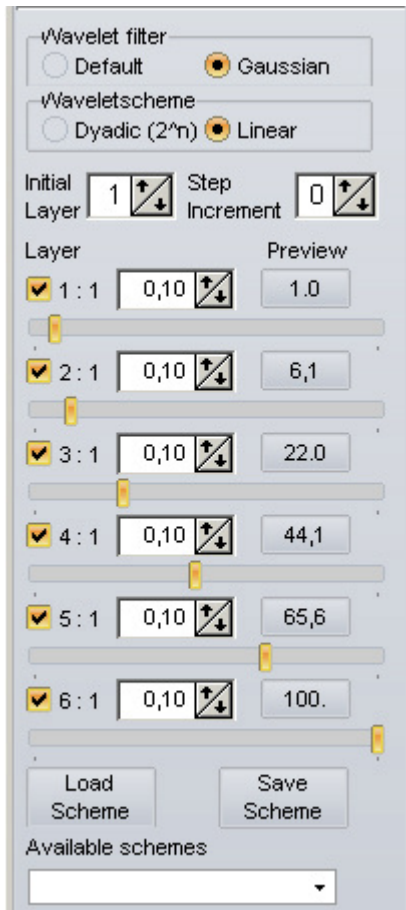 Wavelet filter
Default Gaussian
Waveletscheme
Dyadic (2^n) Linear
Initial Layer 1 Step Increment 0
Layer Preview
1 : 1 0,10 1.0
2 : 1 0,10 6,1
3 : 1 0,10 22.0
4 : 1 0,10 44,1
5 : 1 0,10 65,6
6 : 1 0,10 100.
Load Scheme Save Scheme
Available schemes